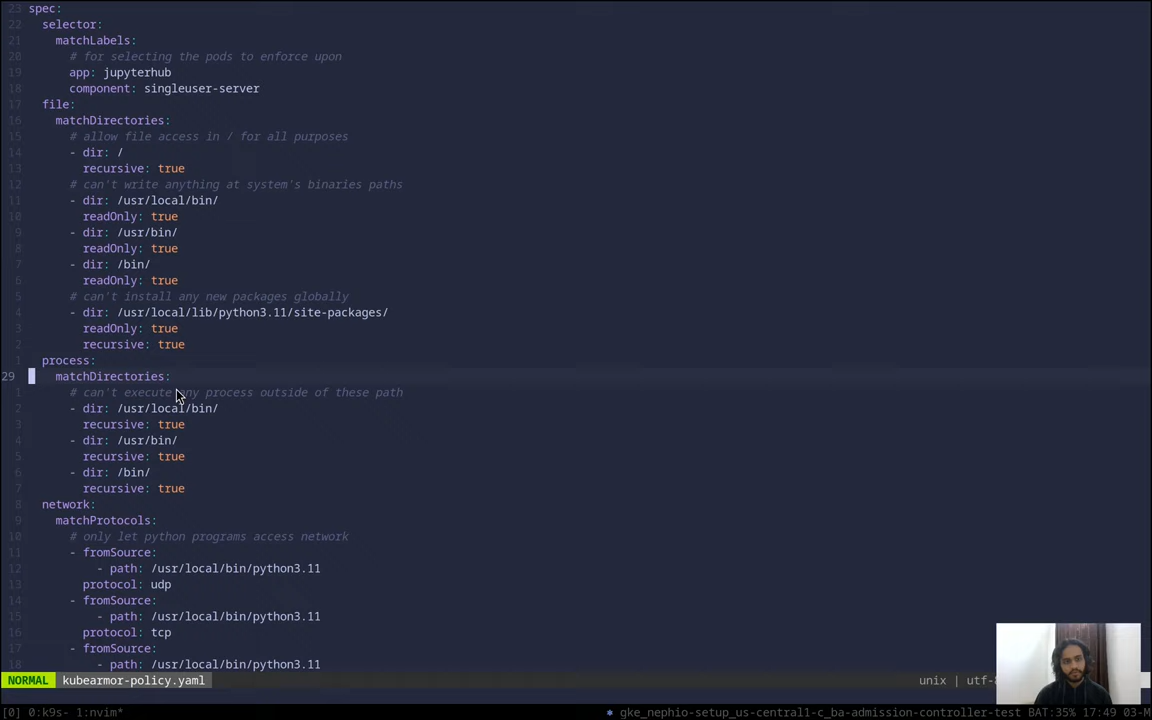 23 spec:
22 selector:
21 matchLabels:
20 # for selecting the pods to enforce upon
19 app: jupyterhub
18 component: singleuser-server
17 file:
16 matchDirectories:
15 # allow file access in / for all purposes
14 - dir: /
13 recursive: true
12 # can't write anything at system's binaries paths
11 - dir: /usr/local/bin/
10 readOnly: true
9 - dir: /usr/bin/
8 readOnly: true
7 - dir: /bin/
6 readOnly: true
5 # can't install any new packages globally
4 - dir: /usr/local/lib/python3.11/site-packages/
3 readOnly: true
2 recursive: true
1 process:
29 matchDirectories:
1 # can't execute any process outside of these path
2 - dir: /usr/local/bin/
3 recursive: true
4 - dir: /usr/bin/
5 recursive: true
6 - dir: /bin/
7 recursive: true
8 network:
9 matchProtocols:
10 # only let python programs access network
11 - fromSource:
12 - path: /usr/local/bin/python3.11
13 protocol: udp
14 - fromSource:
15 - path: /usr/local/bin/python3.11
16 protocol: tcp
17 - fromSource:
18 - path: /usr/local/bin/python3.11
NORMAL kubearmor-policy.yaml unix | utf-
[0] 0:k9s- 1:nvim* * gke_nephio-setup_us-central1-c_ba-admission-controller-test BAT:35% 17:49 03-M